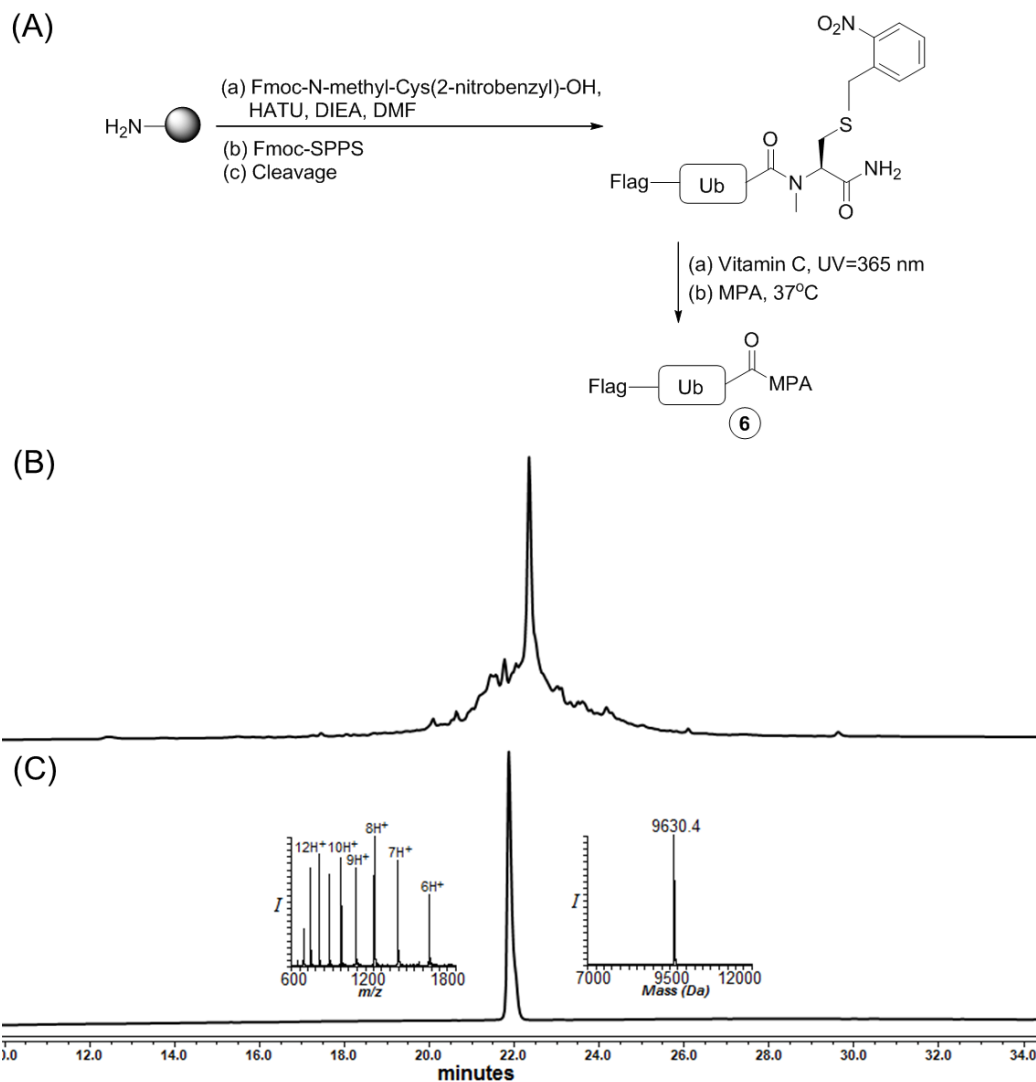 (A)
O₂N
(a) Fmoc-N-methyl-Cys(2-nitrobenzyl)-OH,
HATU, DIEA, DMF
H₂N
(b) Fmoc-SPPS
(c) Cleavage
S
O
NH₂
Flag
Ub
N
O
(a) Vitamin C, UV=365 nm
(b) MPA, 37°C
O
Flag
Ub
MPA
6
(B)
(C)
9630.4
8H⁺
12H⁺
10H⁺
9H⁺
7H⁺
6H⁺
I
I
600
1200
1800
m/z
7000
9500
12000
Mass (Da)
12.0
14.0
16.0
18.0
20.0
22.0
24.0
26.0
28.0
30.0
32.0
34.0
minutes